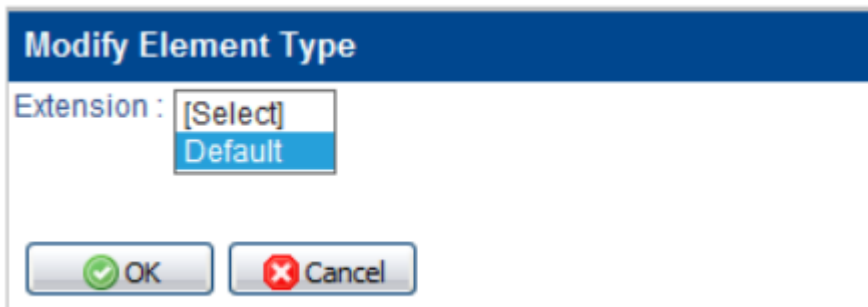 Modify Element Type
Extension :
[Select]
Default
OK
Cancel